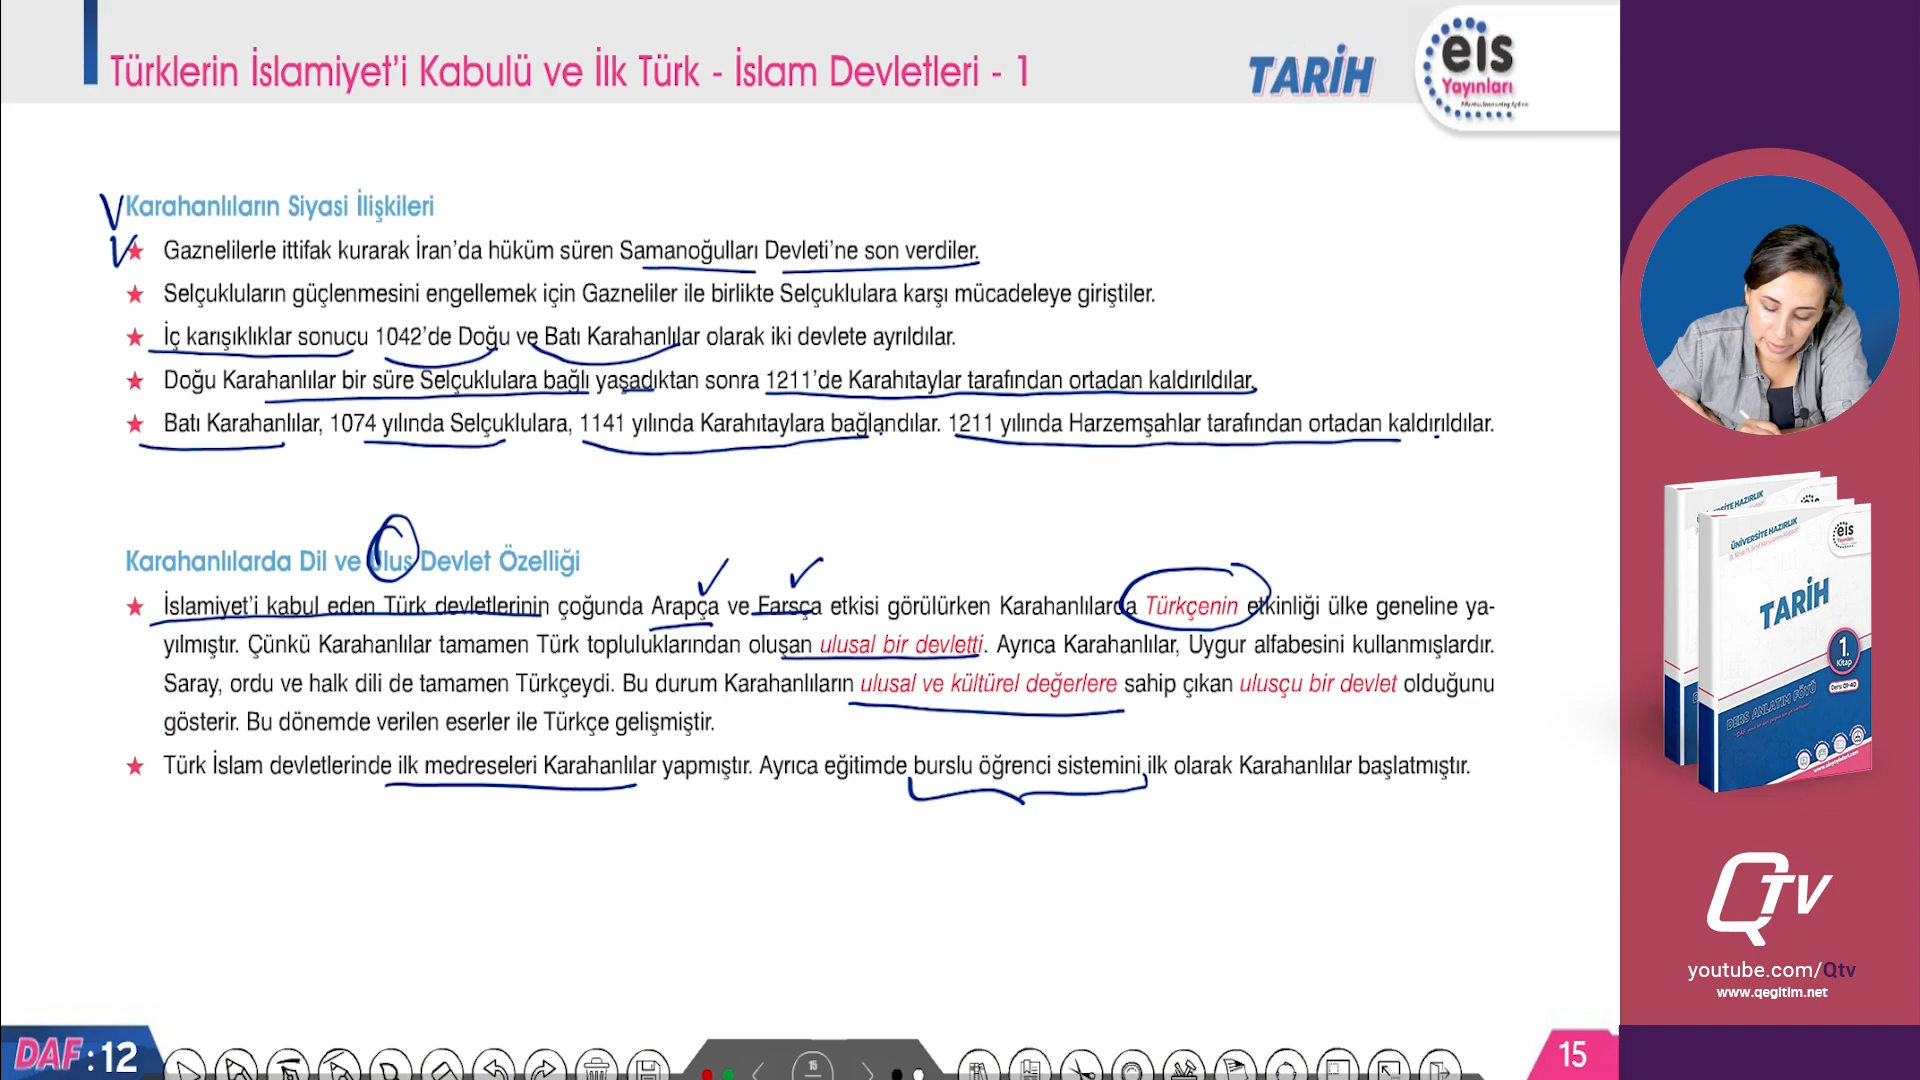 Türklerin İslamiyet'i Kabulü ve İlk Türk - İslam Devletleri - 1
TARİH
eis
Yayınları
Karahanlıların Siyasi İlişkileri
★ Gaznelilerle ittifak kurarak İran'da hüküm süren Samanoğulları Devleti'ne son verdiler.
★ Selçukluların güçlenmesini engellemek için Gazneliler ile birlikte Selçuklulara karşı mücadeleye giriştiler.
★ İç karışıklıklar sonucu 1042'de Doğu ve Batı Karahanlılar olarak iki devlete ayrıldılar.
★ Doğu Karahanlılar bir süre Selçuklulara bağlı yaşadıktan sonra 1211'de Karahıtaylar tarafından ortadan kaldırıldılar.
★ Batı Karahanlılar, 1074 yılında Selçuklulara, 1141 yılında Karahıtaylara bağlandılar. 1211 yılında Harzemşahlar tarafından ortadan kaldırıldılar.
Karahanlılarda Dil ve Ulus Devlet Özelliği
★ İslamiyet'i kabul eden Türk devletlerinin çoğunda Arapça ve Farsça etkisi görülürken Karahanlılarda Türkçenin etkinliği ülke geneline ya-
yılmıştır. Çünkü Karahanlılar tamamen Türk topluluklarından oluşan ulusal bir devletti. Ayrıca Karahanlılar, Uygur alfabesini kullanmışlardır.
Saray, ordu ve halk dili de tamamen Türkçeydi. Bu durum Karahanlıların ulusal ve kültürel değerlere sahip çıkan ulusçu bir devlet olduğunu
gösterir. Bu dönemde verilen eserler ile Türkçe gelişmiştir.
★ Türk İslam devletlerinde ilk medreseleri Karahanlılar yapmıştır. Ayrıca eğitimde burslu öğrenci sistemini ilk olarak Karahanlılar başlatmıştır.
ÜNİVERSİTE HAZIRLIK
eis
TARİH
1.
Kitap
Ders: 01-40
DERS ANLATIM FÖYÜ
QTV
youtube.com/Qtv
www.qegitim.net
DAF : 12
15
15